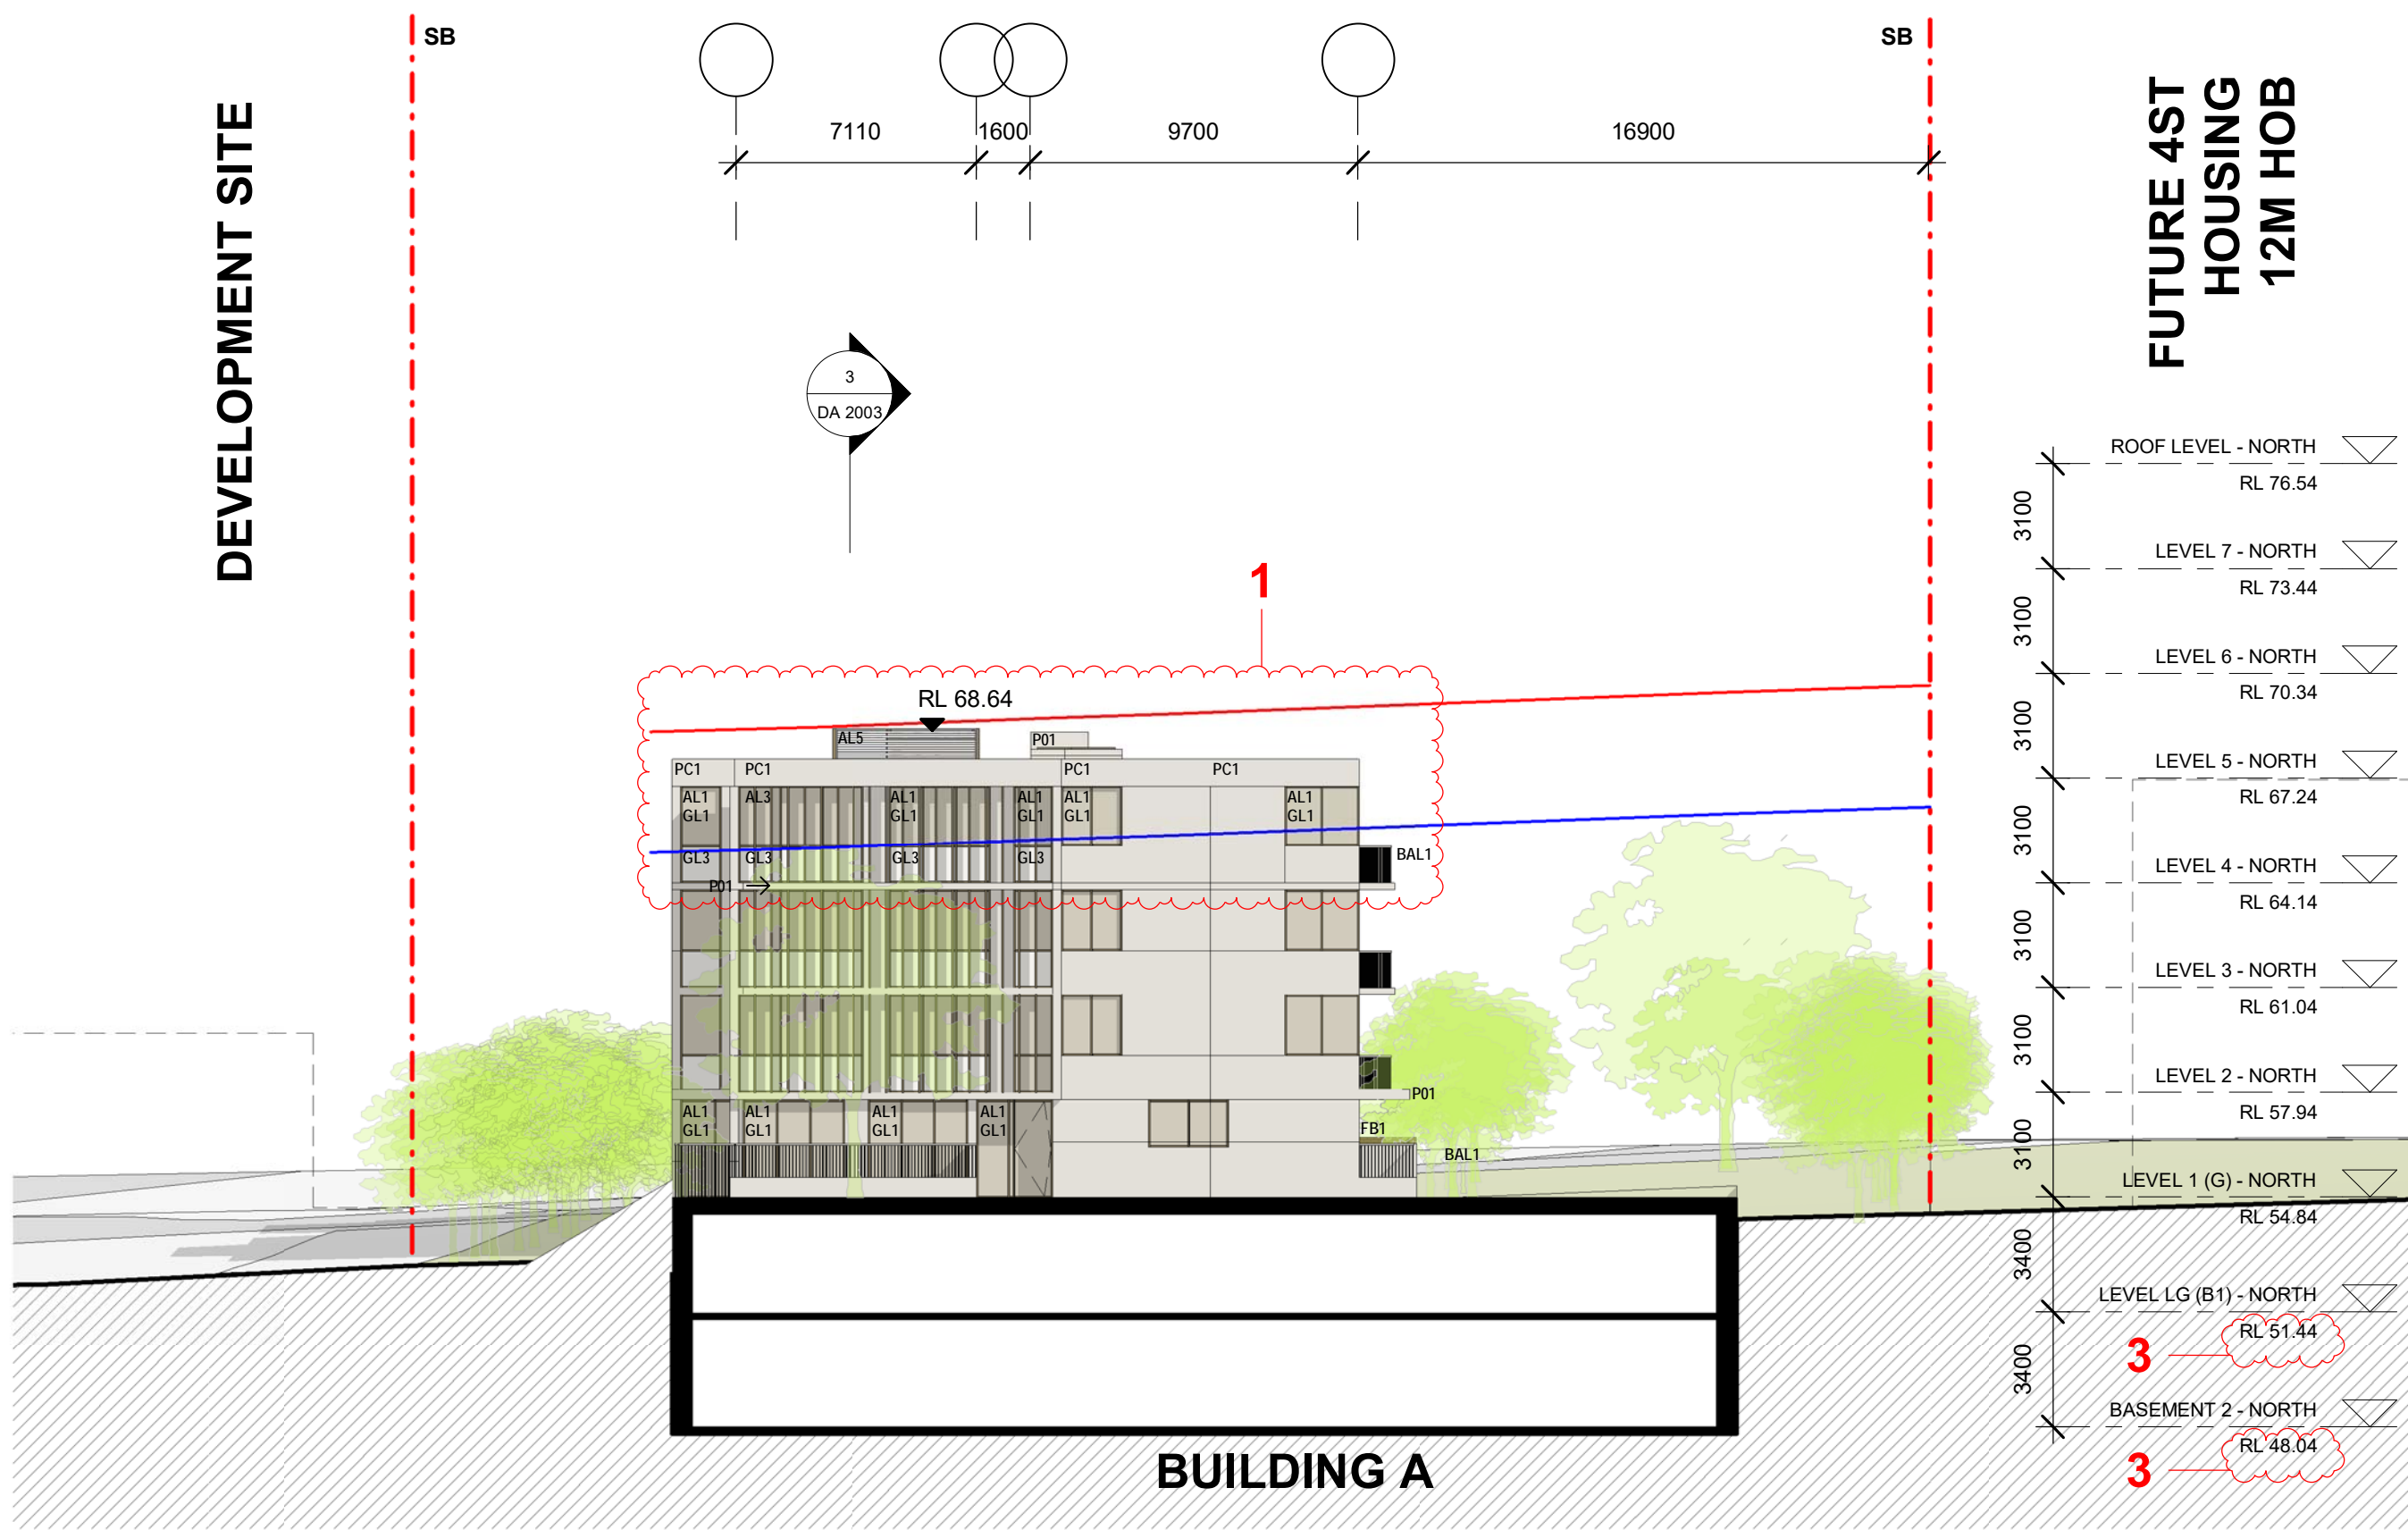 SB
SB
DEVELOPMENT SITE
FUTURE 4ST
HOUSING
12M HOB
7110
1600
9700
16900
3
DA 2003
1
RL 68.64
AL5
P01
PC1
PC1
PC1
PC1
AL1
GL1
AL3
AL1
GL1
AL1
GL1
AL1
GL1
AL1
GL1
GL3
GL3
GL3
GL3
BAL1
P01
P01
AL1
GL1
AL1
GL1
AL1
GL1
AL1
GL1
FB1
BAL1
ROOF LEVEL - NORTH
RL 76.54
3100
LEVEL 7 - NORTH
RL 73.44
3100
LEVEL 6 - NORTH
RL 70.34
3100
LEVEL 5 - NORTH
RL 67.24
3100
LEVEL 4 - NORTH
RL 64.14
3100
LEVEL 3 - NORTH
RL 61.04
3100
LEVEL 2 - NORTH
RL 57.94
3100
LEVEL 1 (G) - NORTH
RL 54.84
3400
LEVEL LG (B1) - NORTH
RL 51.44
3
3400
BASEMENT 2 - NORTH
RL 48.04
3
BUILDING A